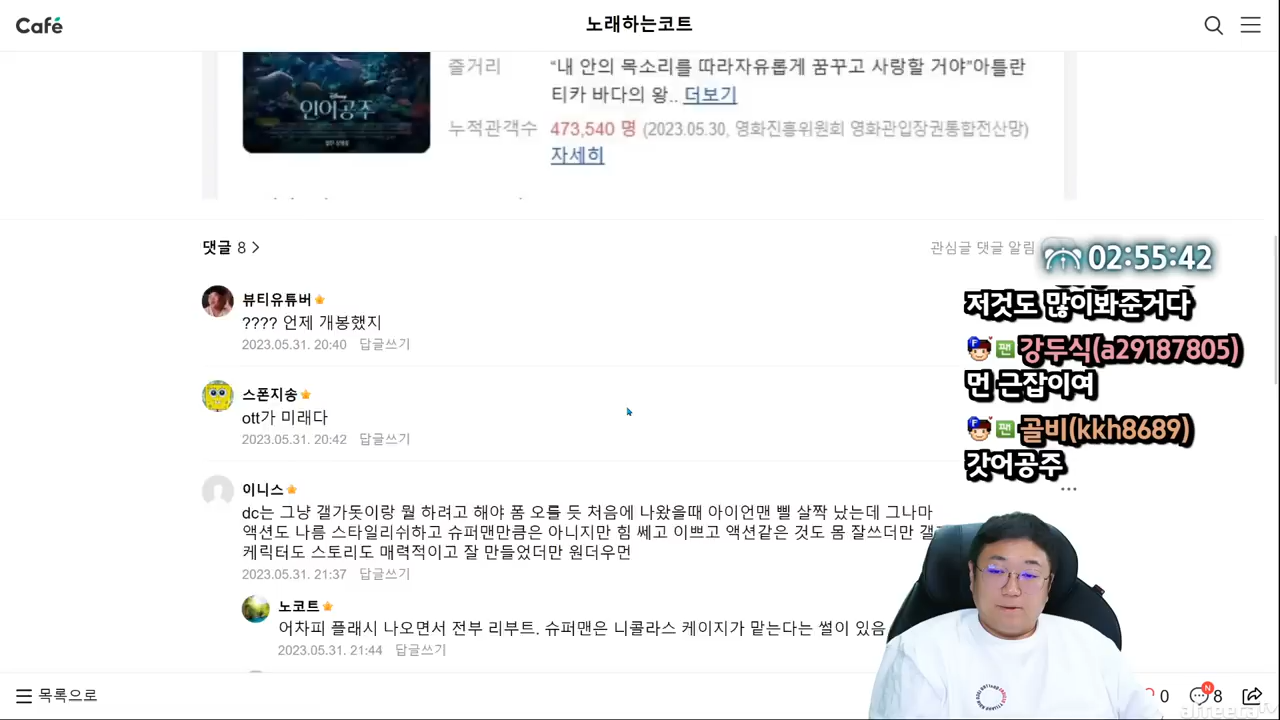 Café
노래하는코트
줄거리
“내 안의 목소리를 따라자유롭게 꿈꾸고 사랑할 거야”아틀란
티카 바다의 왕.. 더보기
Disney
인어공주
누적관객수 473,540 명 (2023.05.30, 영화진흥위원회 영화관입장권통합전산망)
자세히
댓글 8
관심글 댓글 알림
02:55:42
뷰티유튜버
???? 언제 개봉했지
2023.05.31. 20:40 답글쓰기
저것도 많이봐준거다
팬 강두식(a29187805)
먼 근잡이여
팬 골비(kkh8689)
갓어공주
스폰지송
ott가 미래다
2023.05.31. 20:42 답글쓰기
이니스
dc는 그냥 갤가돗이랑 뭘 하려고 해야 폼 오를 듯 처음에 나왔을때 아이언맨 삘 살짝 났는데 그나마
액션도 나름 스타일리쉬하고 슈퍼맨만큼은 아니지만 힘 쎄고 이쁘고 액션같은 것도 몸 잘쓰더만
케릭터도 스토리도 매력적이고 잘 만들었더만 원더우먼
2023.05.31. 21:37 답글쓰기
노코트
어차피 플래시 나오면서 전부 리부트. 슈퍼맨은 니콜라스 케이지가 맡는다는 썰이 있음
2023.05.31. 21:44 답글쓰기
목록으로
0
N
8
afreecaTV